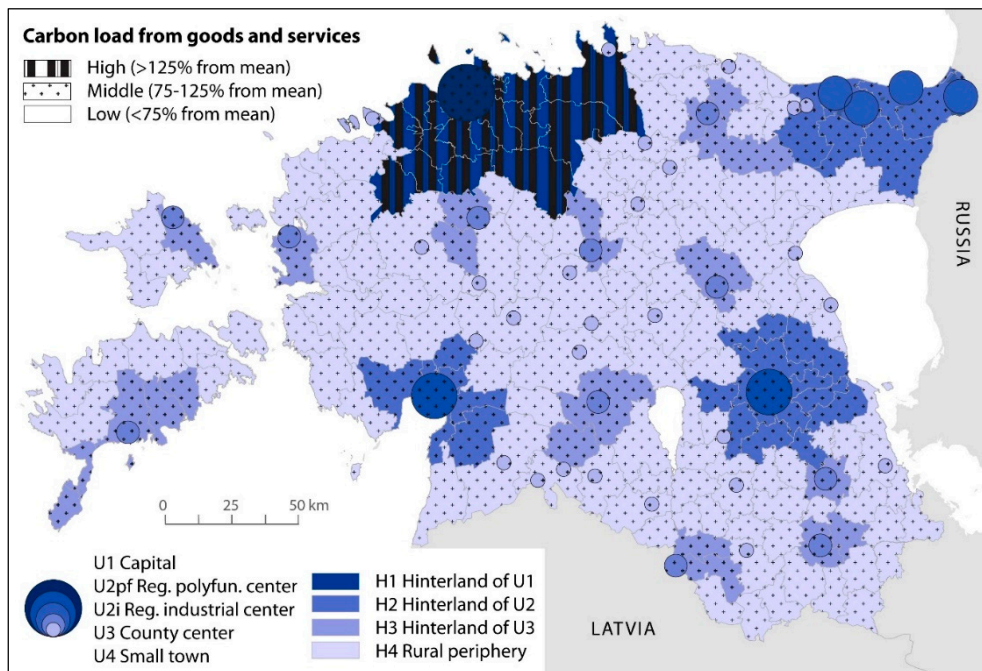 Carbon load from goods and services
High (>125% from mean)
Middle (75-125% from mean)
Low (<75% from mean)
RUSSIA
0 25 50 km
U1 Capital
U2pf Reg. polyfun. center
U2i Reg. industrial center
U3 County center
U4 Small town
H1 Hinterland of U1
H2 Hinterland of U2
H3 Hinterland of U3
H4 Rural periphery
LATVIA